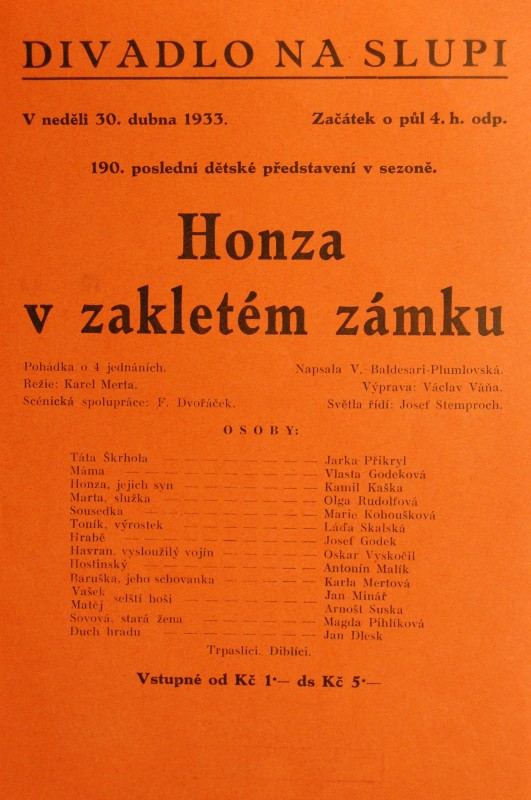 DIVADLO NA SLUPI
V neděli 30. dubna 1933. Začátek o půl 4. h. odp.
190. poslední dětské představení v sezoně.
Honza
v zakletém zámku
Pohádka o 4 jednáních. Napsala V. Baldesari-Plumlovská.
Režie: Karel Merta. Výprava: Václav Váňa.
Scénická spolupráce: F. Dvořáček. Světla řídí: Josef Stemproch.
OSOBY:
Táta Škrhola — — — — — — Jarka Přikryl
Máma — — — — — — Vlasta Godeková
Honza, jejich syn — — — — — Kamil Kaška
Marta, služka — — — — — Olga Rudolfová
Sousedka — — — — — — Marie Kohoušková
Toník, výrostek — — — — — Láďa Skalská
Hrabě — — — — — — Josef Godek
Havran, vysloužilý vojín — — — — Oskar Vyskočil
Hostinský — — — — — — Antonín Malík
Baruška, jeho schovanka — — — — Karla Mertová
Vašek selští hoši — — — — Jan Minář
Matěj — — — — Arnošt Suska
Sovová, stará žena — — — — Magda Pihlíková
Duch hradu — — — — — Jan Dlesk
Trpaslíci. Diblíci.
Vstupné od Kč 1·— ds Kč 5·—